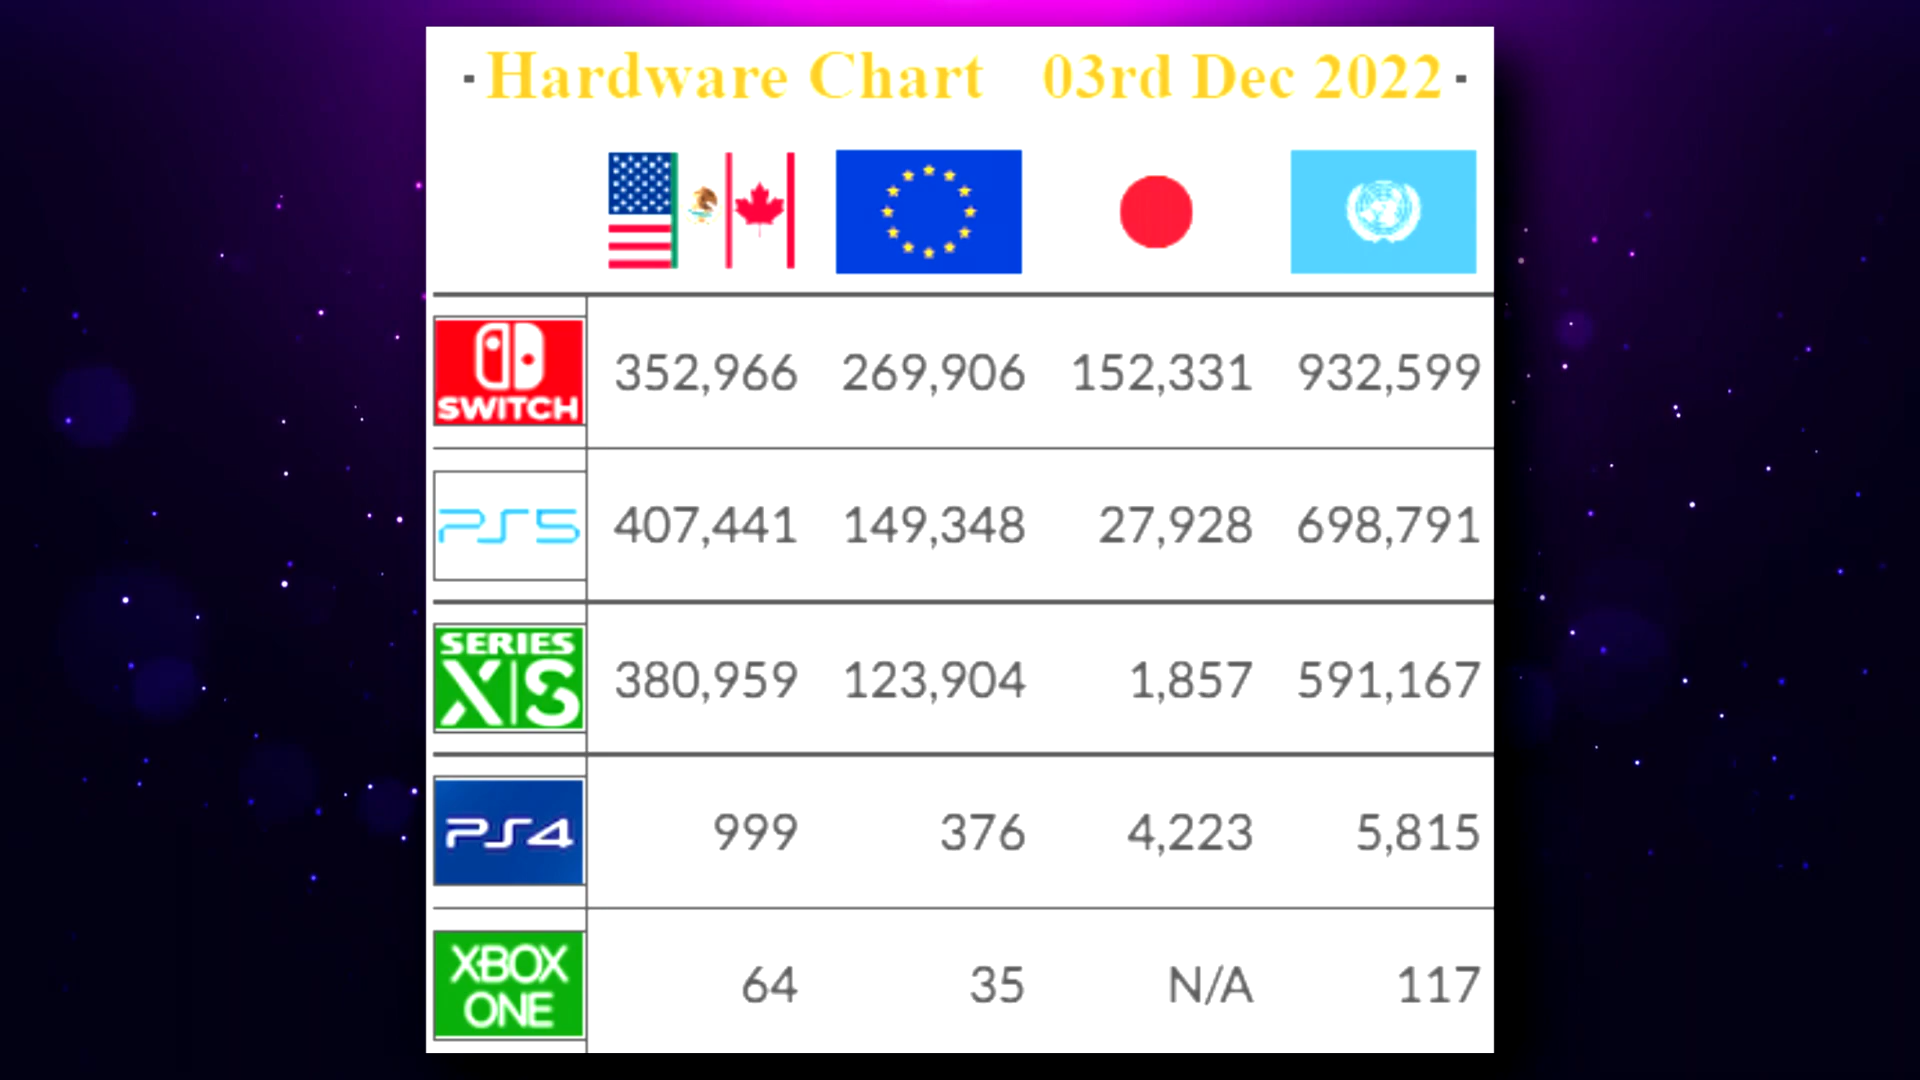 - Hardware Chart 03rd Dec 2022 -
SWITCH 352,966 269,906 152,331 932,599
PS5 407,441 149,348 27,928 698,791
SERIES
X|S 380,959 123,904 1,857 591,167
PS4 999 376 4,223 5,815
XBOX
ONE 64 35 N/A 117